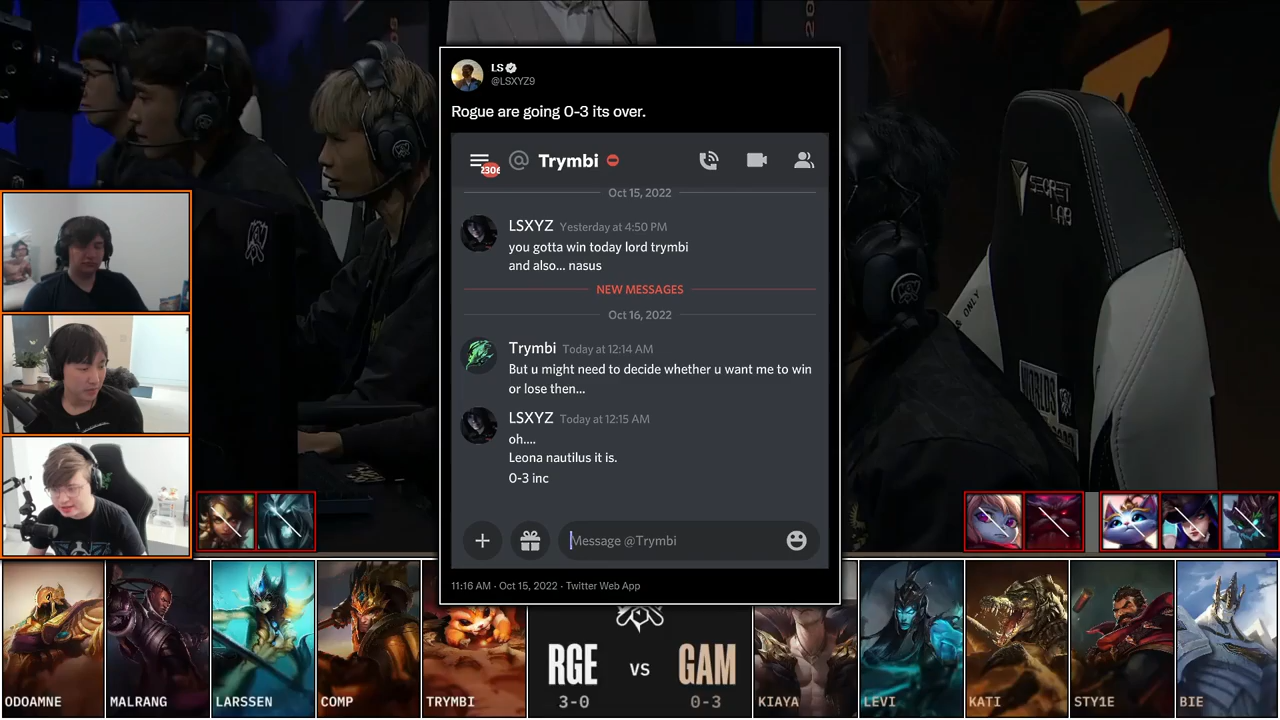 LS
@LSXYZ9
Rogue are going 0-3 its over.
2306
@ Trymbi
Oct 15, 2022
LSXYZ Yesterday at 4:50 PM
you gotta win today lord trymbi
and also... nasus
NEW MESSAGES
Oct 16, 2022
Trymbi Today at 12:14 AM
But u might need to decide whether u want me to win
or lose then...
LSXYZ Today at 12:15 AM
oh....
Leona nautilus it is.
0-3 inc
Message @Trymbi
11:16 AM · Oct 15, 2022 · Twitter Web App
SECRET
LAB
ONLY
WORLDS
ODOAMNE
MALRANG
LARSSEN
COMP
TRYMBI
RGE VS GAM
3-0 0-3
KIAYA
LEVI
KATI
STY1E
BIE